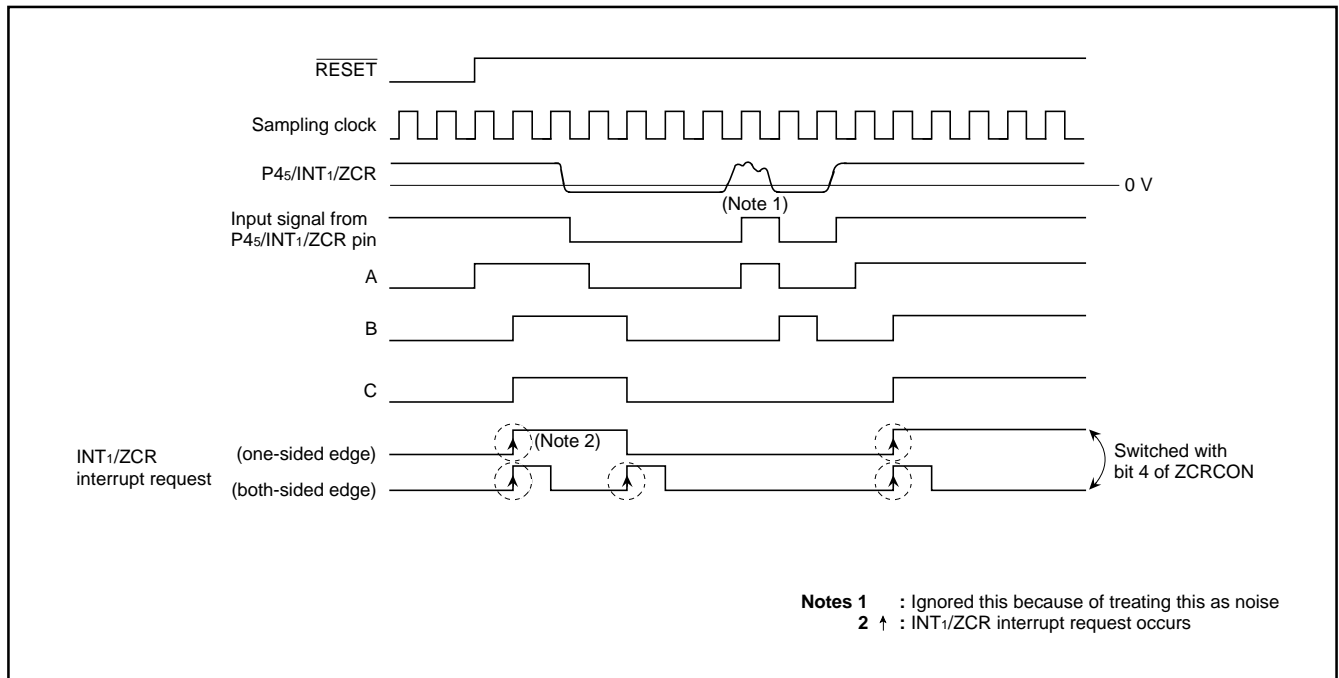 RESET
Sampling clock
P45/INT1/ZCR
0 V
(Note 1)
Input signal from
P45/INT1/ZCR pin
A
B
C
INT1/ZCR
interrupt request
(one-sided edge)
(Note 2)
(both-sided edge)
Switched with
bit 4 of ZCRCON
Notes 1 : Ignored this because of treating this as noise
2 ↑ : INT1/ZCR interrupt request occurs